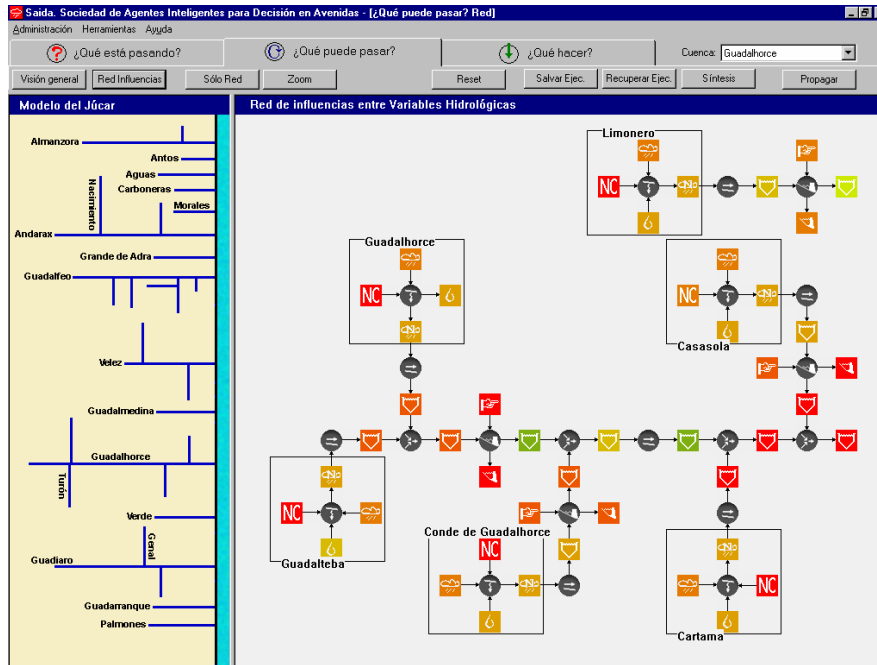 Saida. Sociedad de Agentes Inteligentes para Decisión en Avenidas - [¿Qué puede pasar? Red]
Administración Herramientas Ayuda
¿Qué está pasando? ¿Qué puede pasar? ¿Qué hacer? Cuenca: Guadalhorce
Visión general Red Influencias Sólo Red Zoom Reset Salvar Ejec. Recuperar Ejec. Síntesis Propagar
Modelo del Júcar
Almanzora
Antos
Aguas
Carboneras
Nacimiento
Morales
Andarax
Grande de Adra
Guadalfeo
Velez
Guadalmedina
Guadalhorce
Turón
Verde
Genal
Guadiaro
Guadarranque
Palmones
Red de influencias entre Variables Hidrológicas
Limonero
NC
Guadalhorce
NC
Casasola
NC
Guadalteba
NC
Conde de Guadalhorce
NC
Cartama
NC